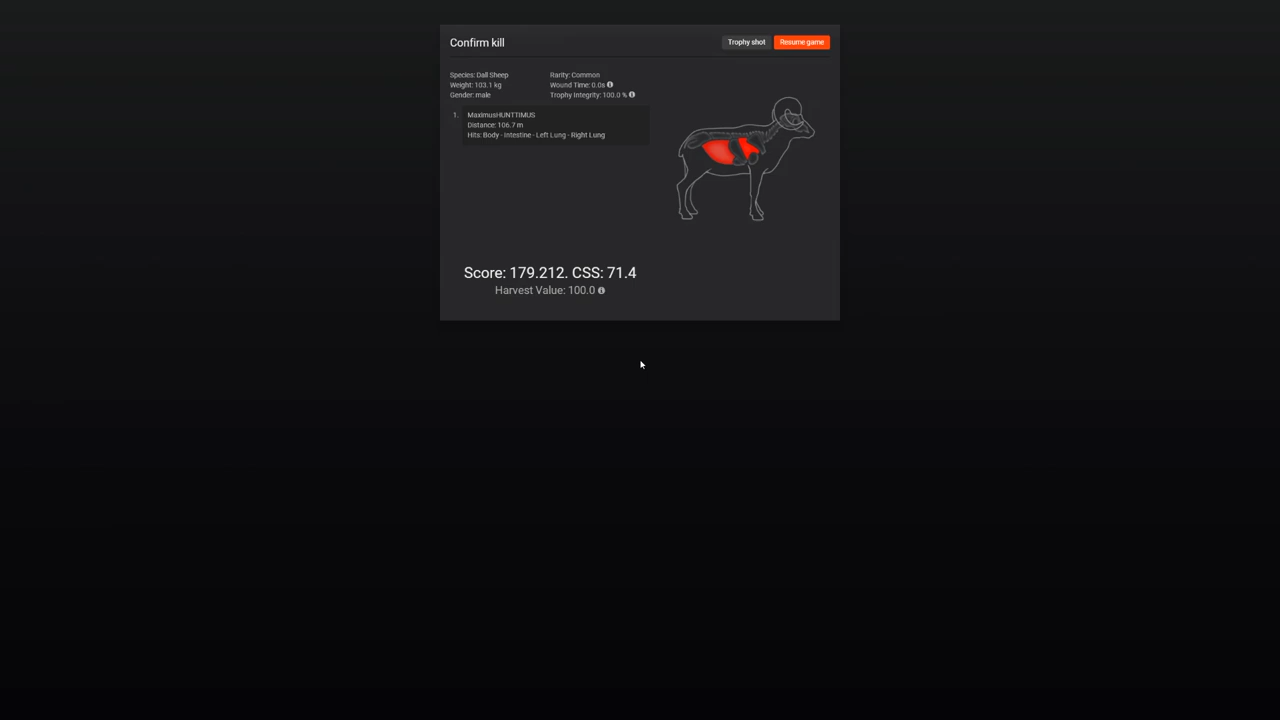 Confirm kill
Trophy shot
Resume game
Species: Dall Sheep
Rarity: Common
Weight: 103.1 kg
Wound Time: 0.0s
Gender: male
Trophy Integrity: 100.0 %
1.
MaximusHUNTTIMUS
Distance: 106.7 m
Hits: Body - Intestine - Left Lung - Right Lung
Score: 179.212. CSS: 71.4
Harvest Value: 100.0